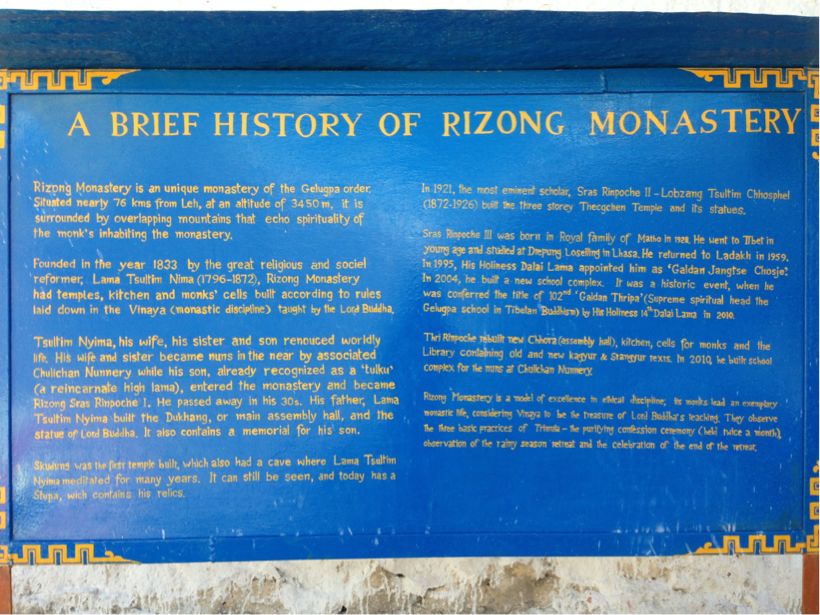 A BRIEF HISTORY OF RIZONG MONASTERY
Rizong Monastery is an unique monastery of the Gelugpa order.
Situated nearly 76 kms from Leh, at an altitude of 3450 m, it is
surrounded by overlapping mountains that echo spirituality of
the monk's inhabiting the monastery.
Founded in the year 1833 by the great religious and sociel
reformer, Lama Tsultim Nima (1796-1872), Rizong Monastery
had temples, kitchen and monks' cells built according to rules
laid down in the Vinaya (monastic discipline) taught by the Lord Buddha.
Tsultim Nyima, his wife, his sister and son renouced worldly
life. His wife and sister became nuns in the near by associated
Chulichan Nunnery while his son, already recognized as a 'tulku'
(a reincarnate high lama), entered the monastery and became
Rizong Sras Rinpoche I. He passed away in his 30s. His father, Lama
Tsultim Nyima built the Dukhang, or main assembly hall, and the
statue of Lord Buddha. It also contains a memorial for his son.
Skudung was the first temple built, which also had a cave where Lama Tsultim
Nyima meditated for many years. It can still be seen, and today has a
Stupa, wich contains his relics.
In 1921, the most eminent scholar, Sras Rinpoche II - Lobzang Tsultim Chhosphel
(1872-1926) built the three storey Thecgchen Temple and its statues.
Sras Rinpoche III was born in Royal family of Matho in 1928. He went to Tibet in
young age and studied at Drepung Loselling in Lhasa. He returned to Ladakh in 1959.
In 1995, His Holiness Dalai Lama appointed him as 'Galdan Jangtse Chosje'.
In 2004, he built a new school complex. It was a historic event, when he
was conferred the title of 102nd 'Galdan Thripa' (Supreme spiritual head the
Gelugpa school in Tibetan Buddhism) by His Holiness 14th Dalai Lama in 2010.
Thri Rinpoche rebuilt new Chhora (assembly hall), kitchen, cells for monks and the
Library containing old and new kagyur & Stangyur texts. In 2010, he built school
complex for the nuns at Chulichan Nunnery.
Rizong Monastery is a model of excellence in ethical discipline; its monks lead an exemplary
monastic life, considering Vinaya to be the treasure of Lord Buddha's teaching. They observe
the three basic practices of - the purifying confession ceremony (held twice a month),
observation of the rainy season retreat and the celebration of the end of the retreat.